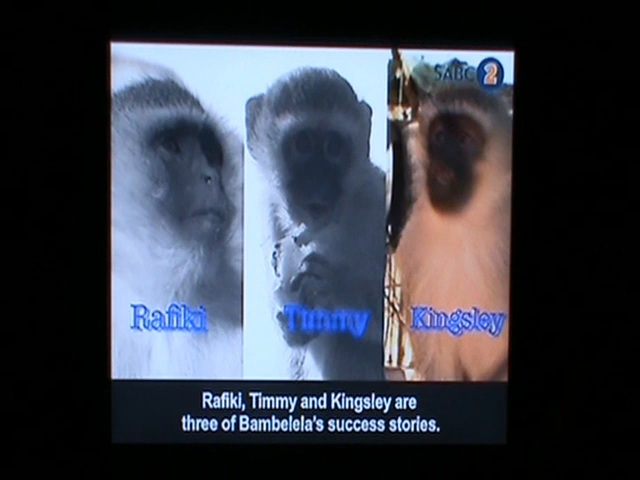 SABC 2
Rafiki
Timmy
Kingsley
Rafiki, Timmy and Kingsley are
three of Bambelela's success stories.